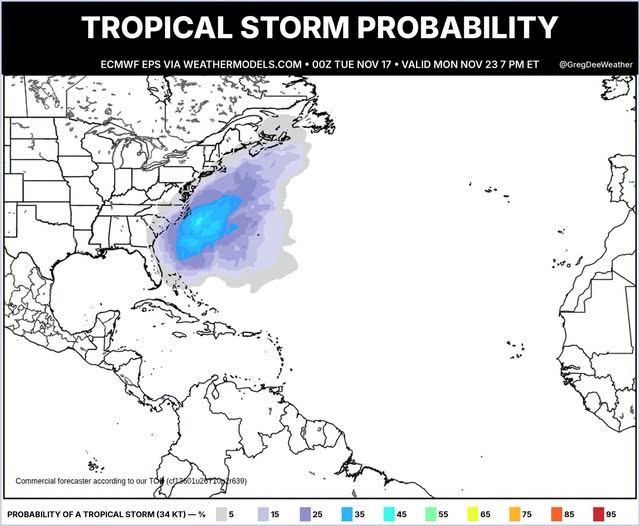 TROPICAL STORM PROBABILITY
ECMWF EPS VIA WEATHERMODELS.COM • 00Z TUE NOV 17 • VALID MON NOV 23 7 PM ET @GregDeeWeather
Commercial forecaster according to our TOS
PROBABILITY OF A TROPICAL STORM (34 KT) — % 5 15 25 35 45 55 65 75 85 95